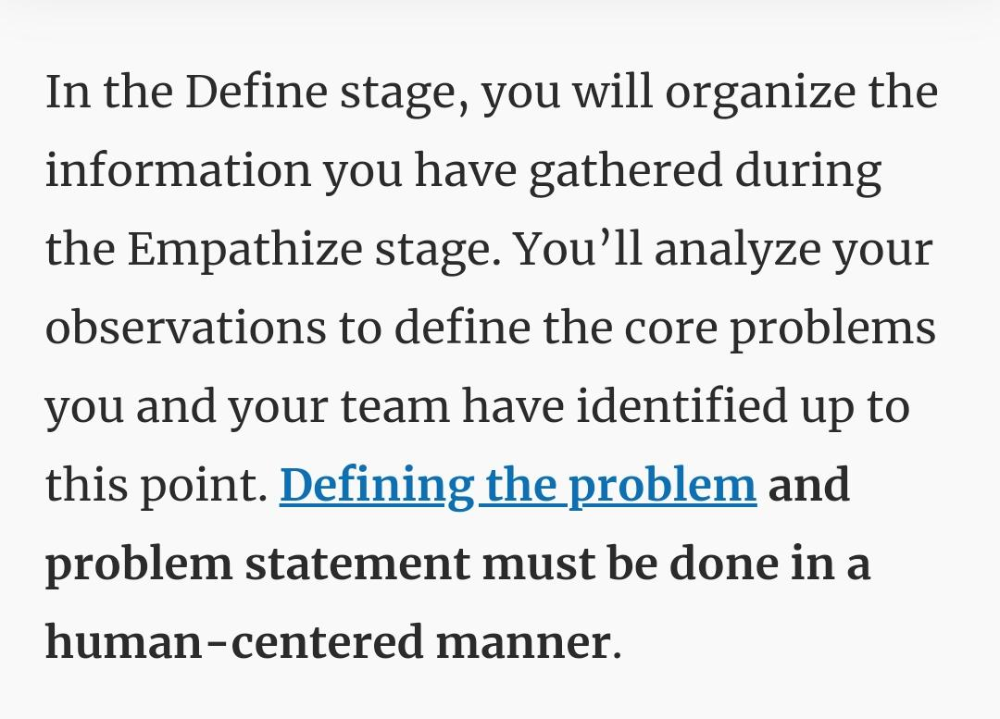 In the Define stage, you will organize the
information you have gathered during
the Empathize stage. You’ll analyze your
observations to define the core problems
you and your team have identified up to
this point. Defining the problem and
problem statement must be done in a
human-centered manner.